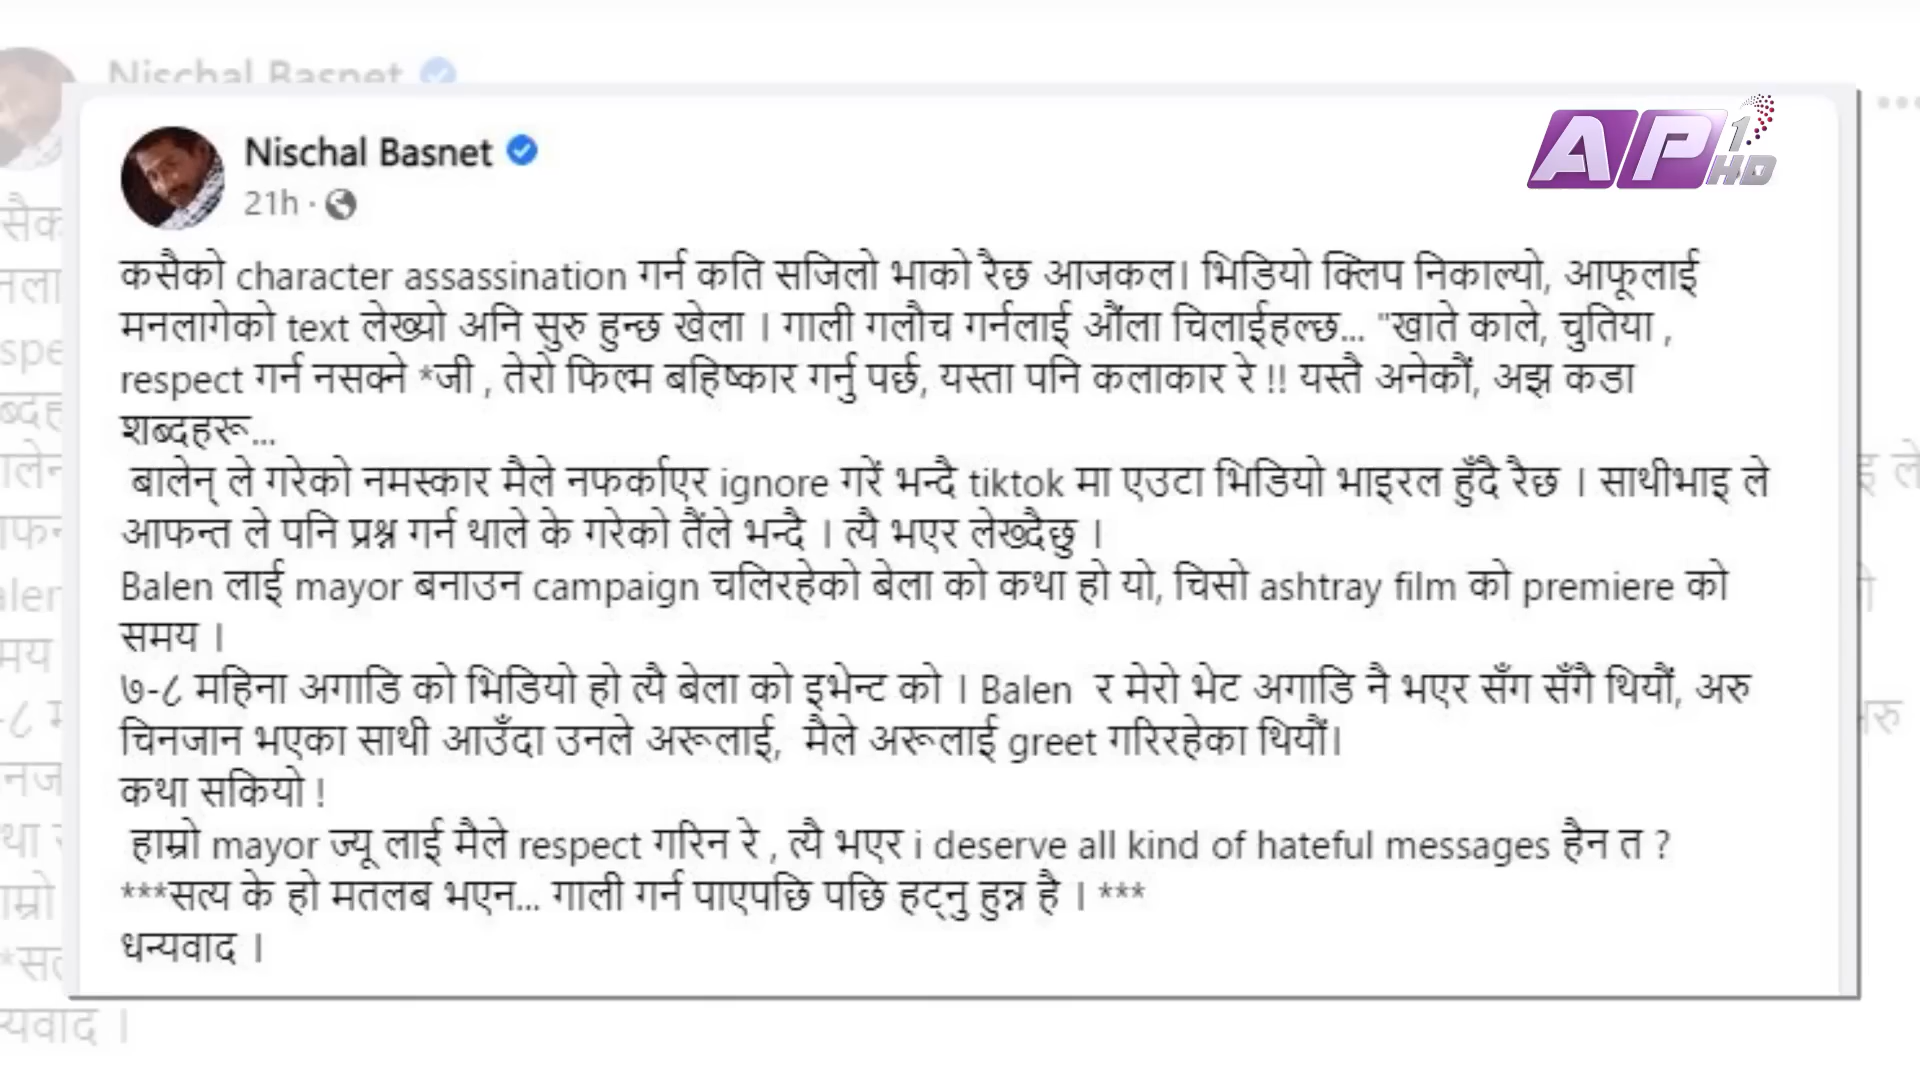 Nischal Basnet
AP1 HD
Nischal Basnet
21h ·
कसैको character assassination गर्न कति सजिलो भाको रैछ आजकल। भिडियो क्लिप निकाल्यो, आफूलाई
मनलागेको text लेख्यो अनि सुरु हुन्छ खेला । गाली गलौच गर्नलाई औंला चिलाईहल्छ... "खाते काले, चुतिया ,
respect गर्न नसक्ने *जी , तेरो फिल्म बहिष्कार गर्नु पर्छ, यस्ता पनि कलाकार रे !! यस्तै अनेकौं, अझ कडा
शब्दहरू...
बालेन् ले गरेको नमस्कार मैले नफर्काएर ignore गरें भन्दै tiktok मा एउटा भिडियो भाइरल हुँदै रैछ । साथीभाइ ले
आफन्त ले पनि प्रश्न गर्न थाले के गरेको तैंले भन्दै । त्यै भएर लेख्दैछु ।
Balen लाई mayor बनाउन campaign चलिरहेको बेला को कथा हो यो, चिसो ashtray film को premiere को
समय ।
७-८ महिना अगाडि को भिडियो हो त्यै बेला को इभेन्ट को । Balen र मेरो भेट अगाडि नै भएर सँग सँगै थियौं, अरु
चिनजान भएका साथी आउँदा उनले अरूलाई, मैले अरूलाई greet गरिरहेका थियौं।
कथा सकियो !
हाम्रो mayor ज्यू लाई मैले respect गरिन रे , त्यै भएर i deserve all kind of hateful messages हैन त ?
***सत्य के हो मतलब भएन... गाली गर्न पाएपछि पछि हट्नु हुन्न है । ***
धन्यवाद ।